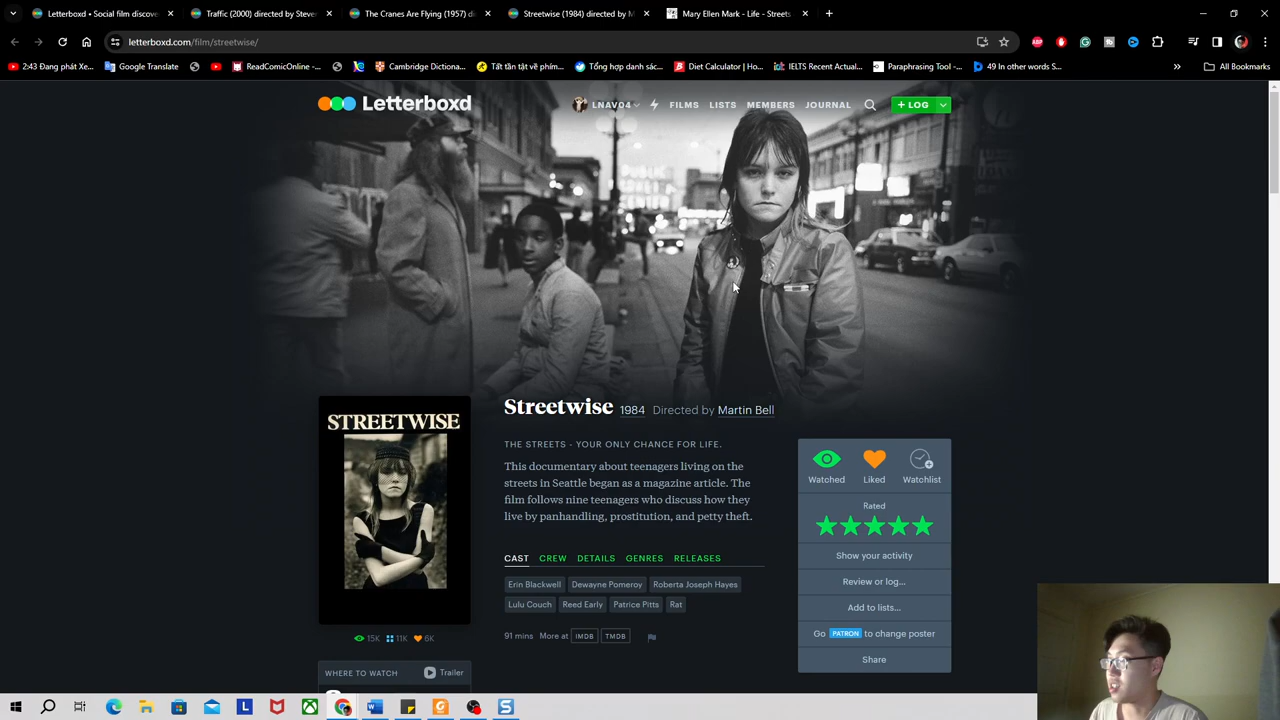 Letterboxd • Social film discov
Traffic (2000) directed by Steve
The Cranes Are Flying (1957) d
Streetwise (1984) directed by M
Mary Ellen Mark - Life - Streets
letterboxd.com/film/streetwise/
2:43 Đang phát Xe...
Google Translate
ReadComicOnline -...
Cambridge Dictiona...
Tất tần tật về phím...
Tổng hợp danh sác...
Diet Calculator | Ho...
IELTS Recent Actual...
Paraphrasing Tool -...
49 In other words S...
All Bookmarks
Letterboxd
LNAV04
FILMS
LISTS
MEMBERS
JOURNAL
+ LOG
Streetwise 1984 Directed by Martin Bell
STREETWISE
THE STREETS - YOUR ONLY CHANCE FOR LIFE.
This documentary about teenagers living on the
streets in Seattle began as a magazine article. The
film follows nine teenagers who discuss how they
live by panhandling, prostitution, and petty theft.
CAST CREW DETAILS GENRES RELEASES
Erin Blackwell Dewayne Pomeroy Roberta Joseph Hayes
Lulu Couch Reed Early Patrice Pitts Rat
91 mins More at IMDB TMDB
15K 11K 6K
WHERE TO WATCH Trailer
Watched Liked Watchlist
Rated
Show your activity
Review or log...
Add to lists...
Go PATRON to change poster
Share